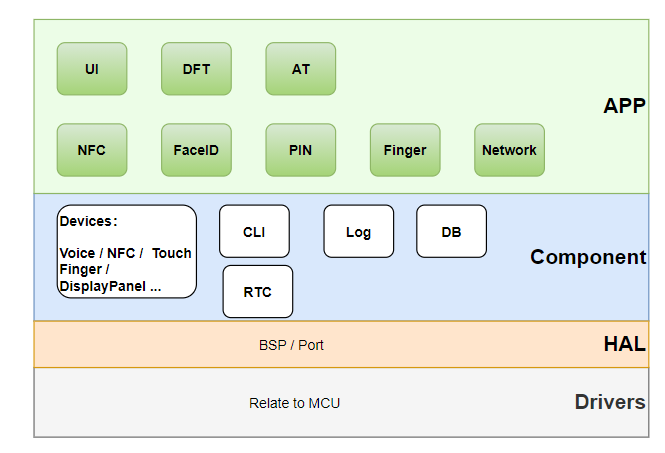 UI
DFT
AT
APP
NFC
FaceID
PIN
Finger
Network
Devices:
Voice / NFC / Touch
Finger /
DisplayPanel ...
CLI
Log
DB
Component
RTC
BSP / Port
HAL
Relate to MCU
Drivers